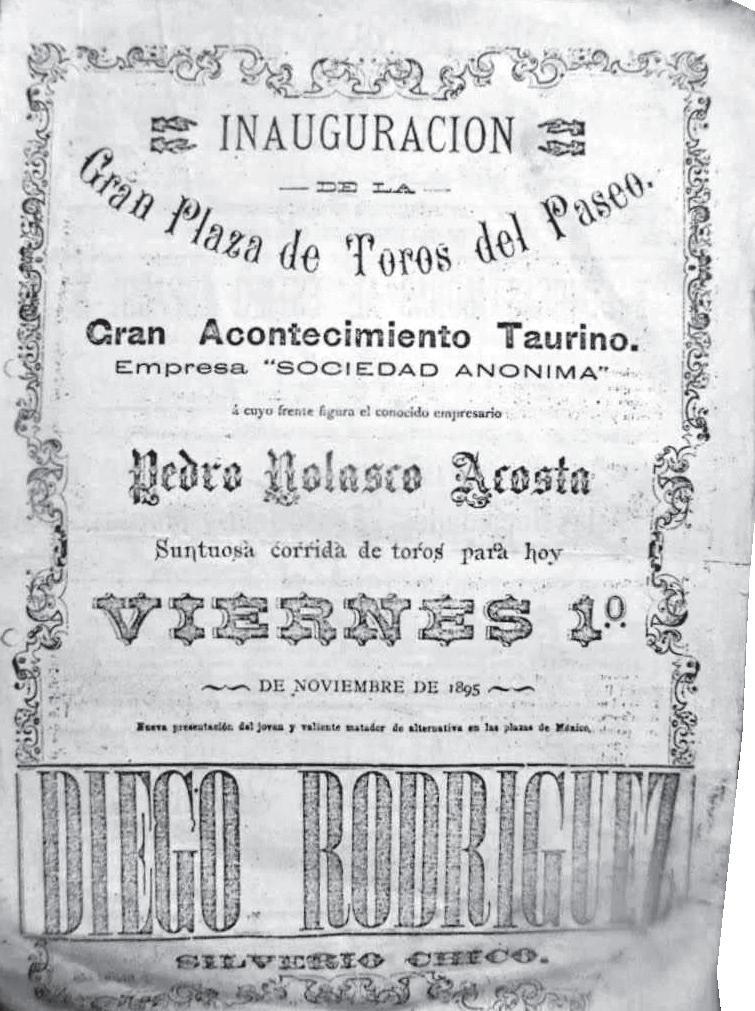 INAUGURACION
DE LA
Gran Plaza de Toros del Paseo.
Gran Acontecimiento Taurino.
Empresa "SOCIEDAD ANONIMA"
á cuyo frente figura el conocido empresario
Pedro Nolasco Acosta
Suntuosa corrida de toros para hoy
VIERNES 1º
DE NOVIEMBRE DE 1895
Nueva presentación del joven y valiente matador de alternativa en las plazas de México,
DIEGO RODRIGUEZ
SILVERIO CHICO.